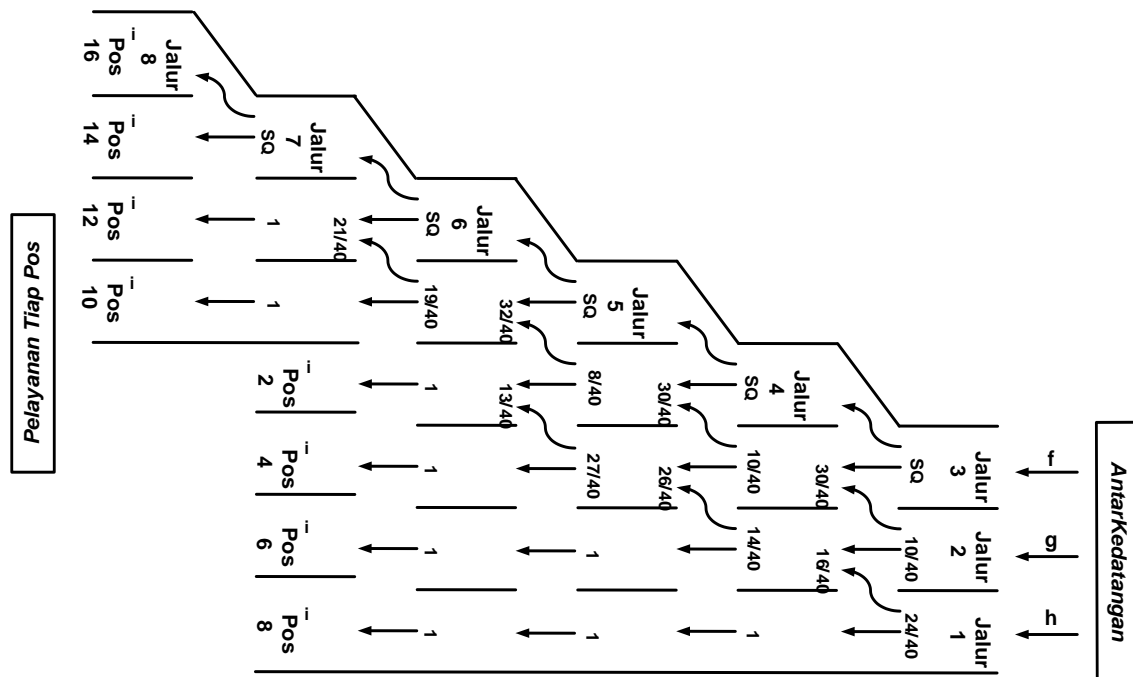 AntarKedatangan
f
g
h
Jalur
3
Jalur
2
Jalur
1
SQ
10/40
24/40
30/40
16/40
Jalur
4
SQ
10/40
14/40
1
30/40
26/40
Jalur
5
SQ
8/40
27/40
1
1
32/40
13/40
Jalur
6
SQ
19/40
1
1
1
1
21/40
Jalur
7
SQ
1
1
i
Pos
2
i
Pos
4
i
Pos
6
i
Pos
8
Jalur
8
i
Pos
16
i
Pos
14
i
Pos
12
i
Pos
10
Pelayanan Tiap Pos